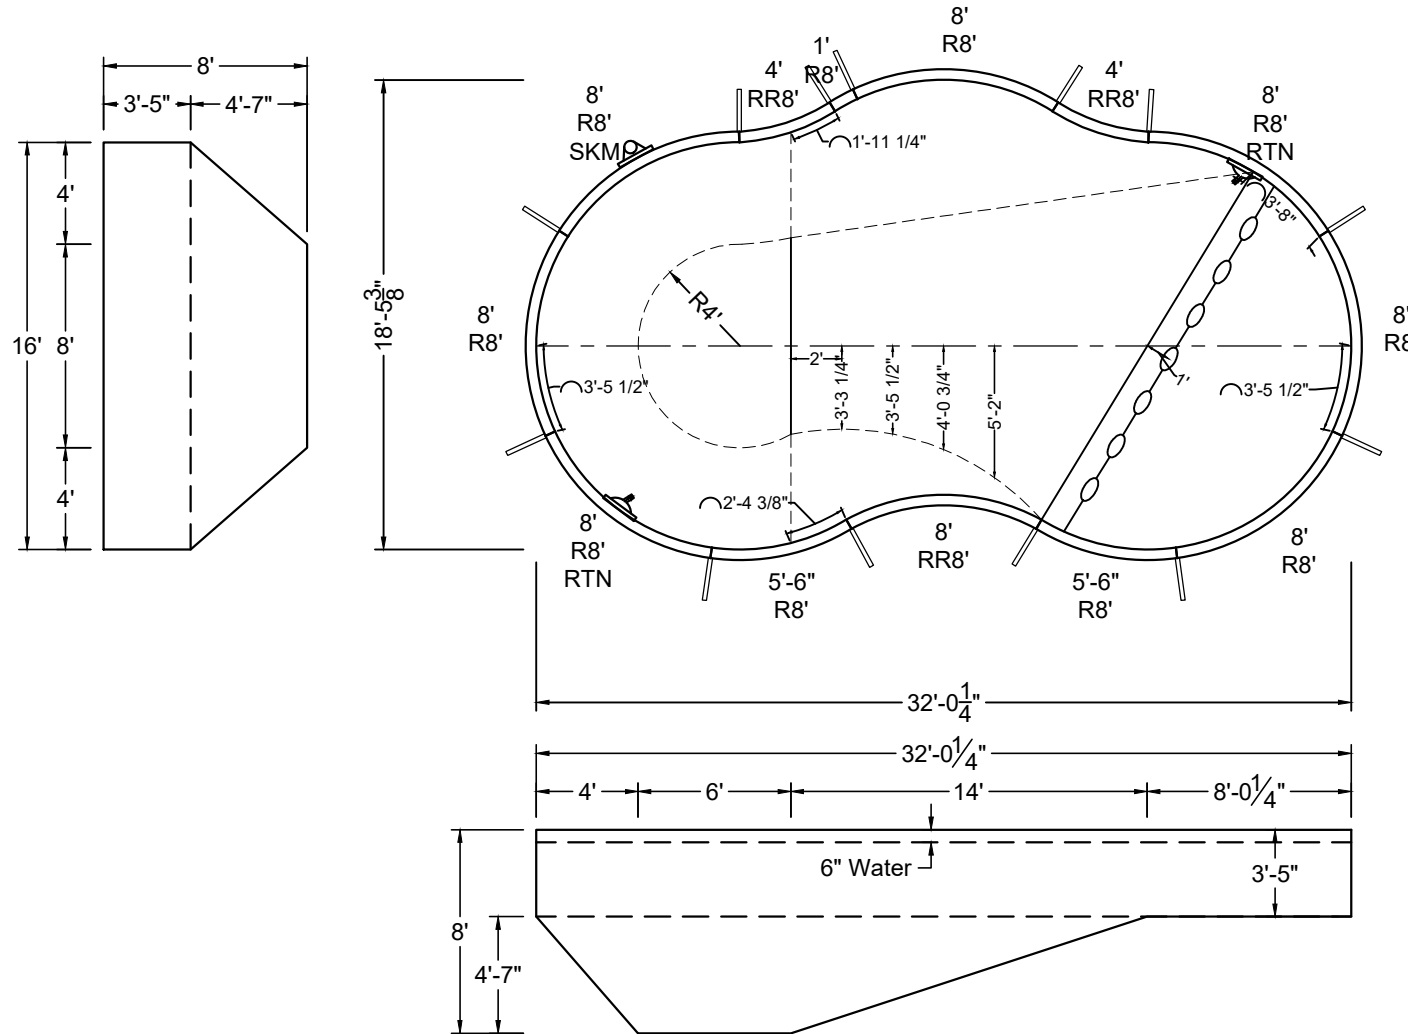 8'
3'-5"
4'-7"
16'
4'
8'
4'
18'-5 3/8"
8'
R8'
SKM
4'
RR8'
1'
R8'
8'
R8'
4'
RR8'
8'
R8'
RTN
1'-11 1/4"
3'-8"
8'
R8'
R4'
8'
R8
3'-5 1/2"
2'
3'-3 1/4"
3'-5 1/2"
4'-0 3/4"
5'-2"
1'
3'-5 1/2"
2'-4 3/8"
8'
R8'
RTN
5'-6"
R8'
8'
RR8'
5'-6"
R8'
8'
R8'
32'-0 1/4"
32'-0 1/4"
4'
6'
14'
8'-0 1/4"
6" Water
3'-5"
8'
4'-7"